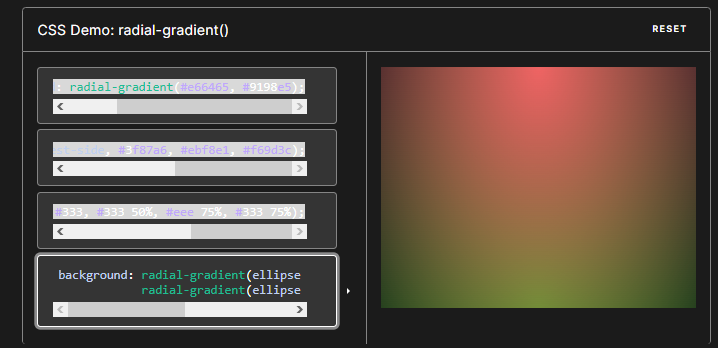 CSS Demo: radial-gradient()
RESET
: radial-gradient(#e66465, #9198e5);
st-side, #3f87a6, #ebf8e1, #f69d3c);
#333, #333 50%, #eee 75%, #333 75%);
background: radial-gradient(ellipse
radial-gradient(ellipse